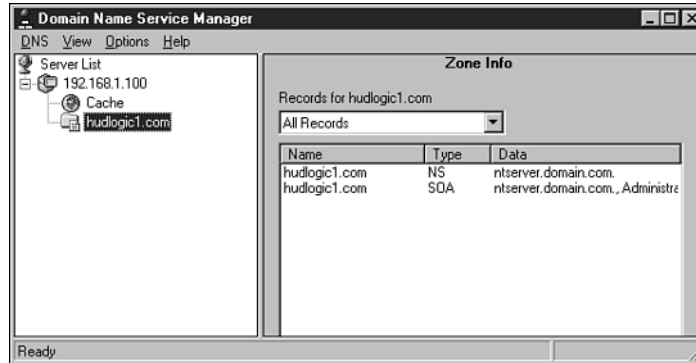 Domain Name Service Manager
DNS View Options Help
Server List
192.168.1.100
Cache
hudlogic1.com
Zone Info
Records for hudlogic1.com
All Records
Name Type Data
hudlogic1.com NS ntserver.domain.com.
hudlogic1.com SOA ntserver.domain.com., Administra
Ready